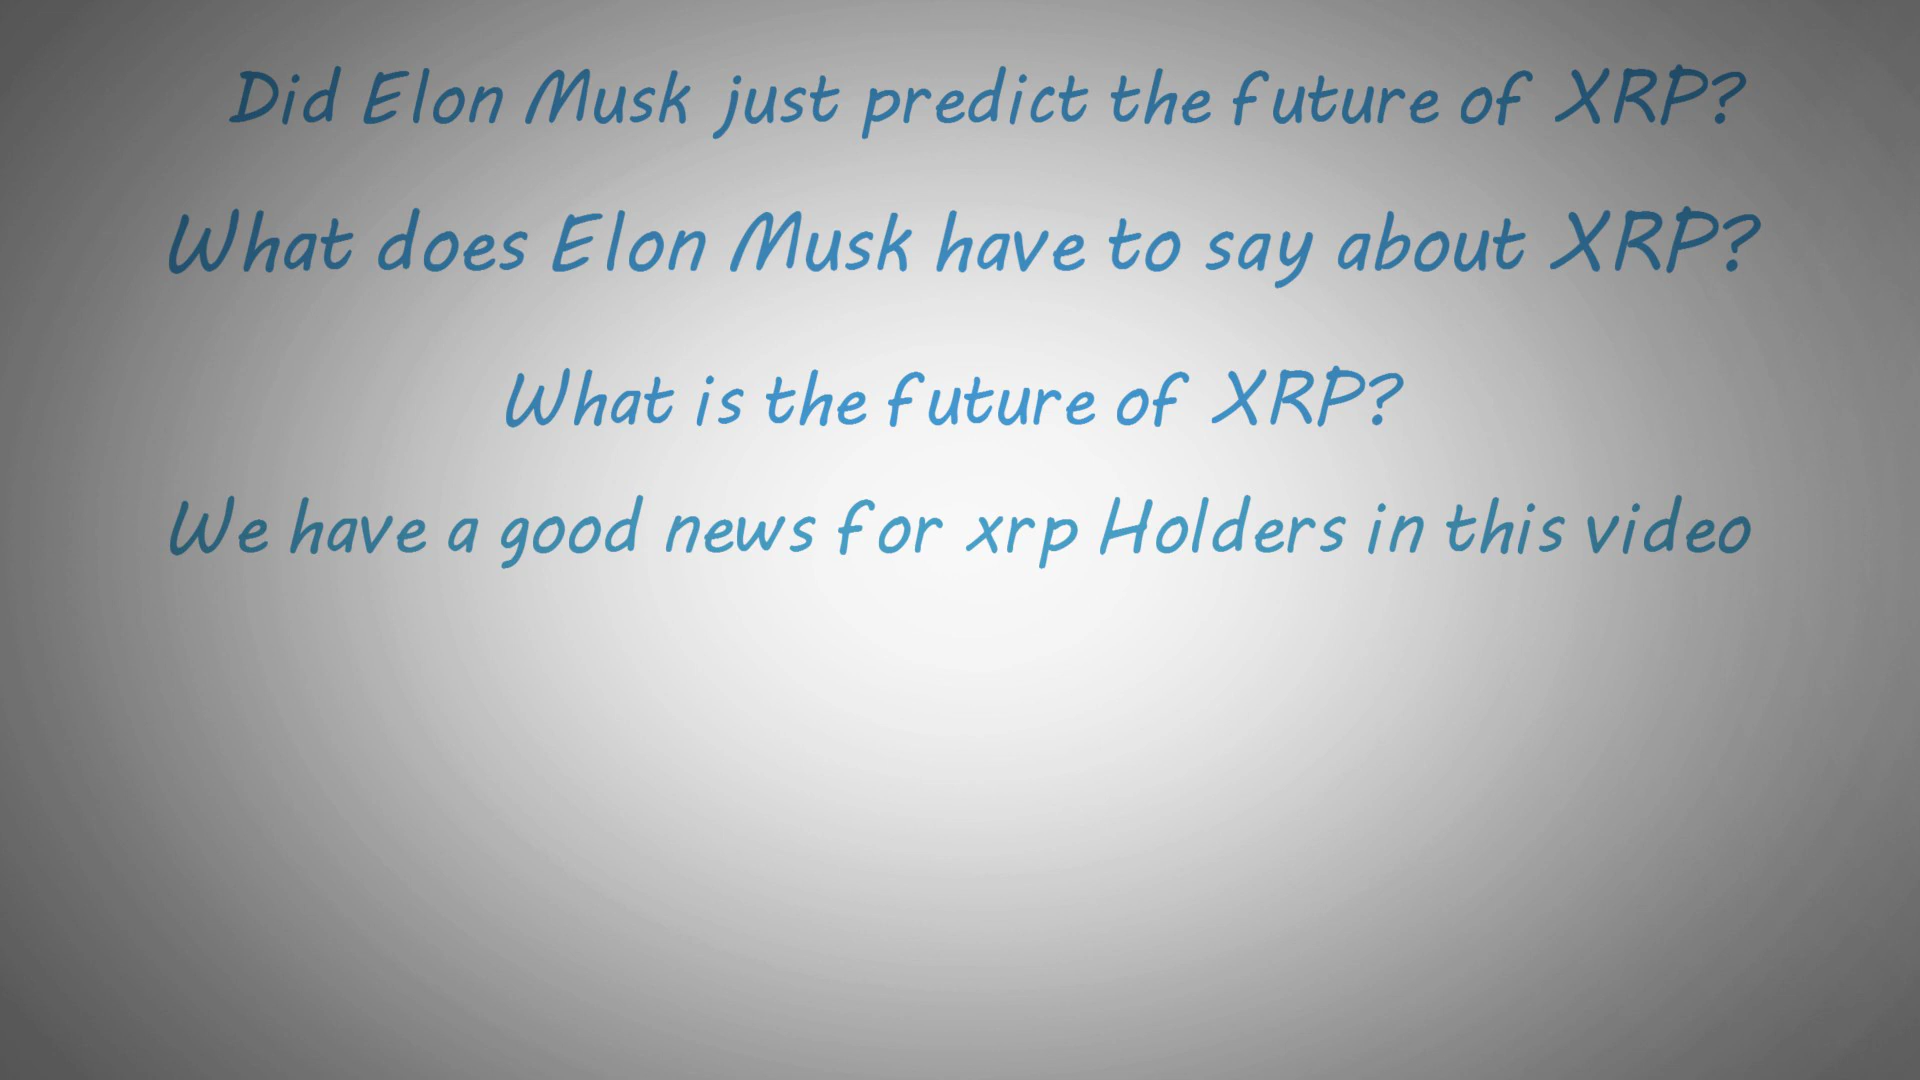 Did Elon Musk just predict the future of XRP?
What does Elon Musk have to say about XRP?
What is the future of XRP?
We have a good news for xrp Holders in this video